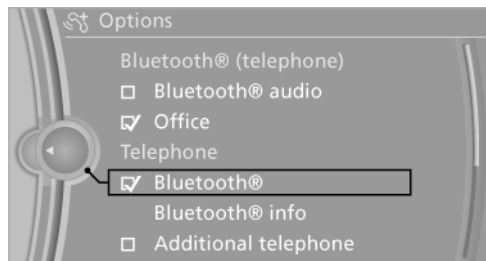 Options
Bluetooth® (telephone)
Bluetooth® audio
Office
Telephone
Bluetooth®
Bluetooth® info
Additional telephone